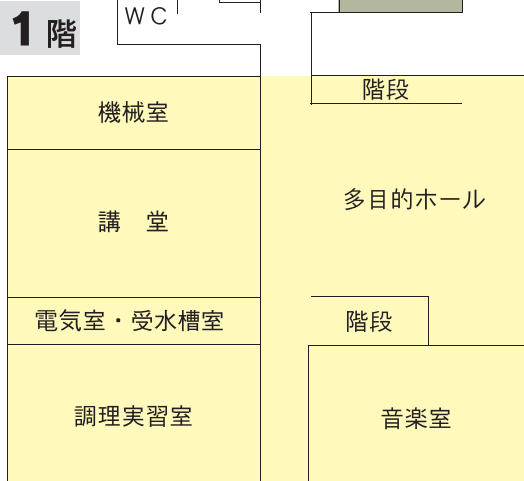 WC
1階
階段
機械室
多目的ホール
講　堂
電気室・受水槽室
階段
調理実習室
音楽室